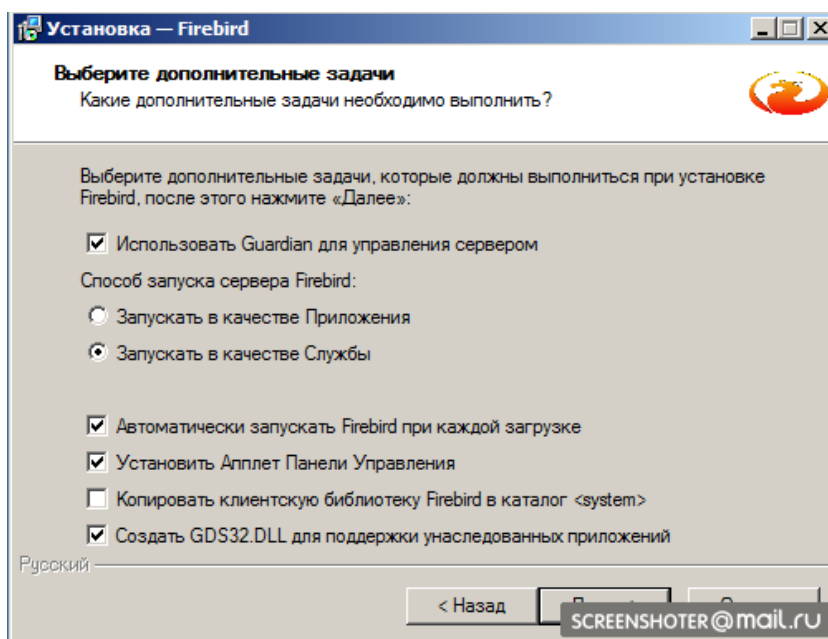 Установка — Firebird
Выберите дополнительные задачи
Какие дополнительные задачи необходимо выполнить?
Выберите дополнительные задачи, которые должны выполниться при установке
Firebird, после этого нажмите «Далее»:
Использовать Guardian для управления сервером
Способ запуска сервера Firebird:
Запускать в качестве Приложения
Запускать в качестве Службы
Автоматически запускать Firebird при каждой загрузке
Установить Апплет Панели Управления
Копировать клиентскую библиотеку Firebird в каталог <system>
Создать GDS32.DLL для поддержки унаследованных приложений
Русский
< Назад
SCREENSHOTER@mail.ru